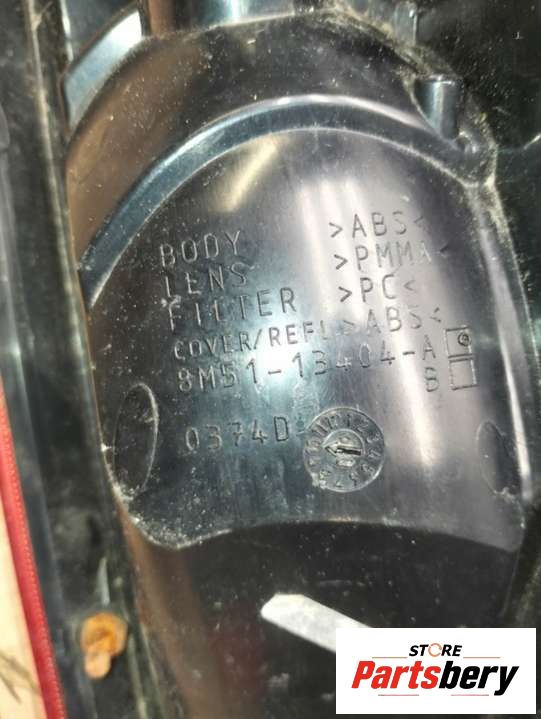 BODY >ABS<
LENS >PMMA<
FILTER >PC<
COVER/REFL>ABS<
8M51-13404-A
B
0374D
STORE
Partsbery